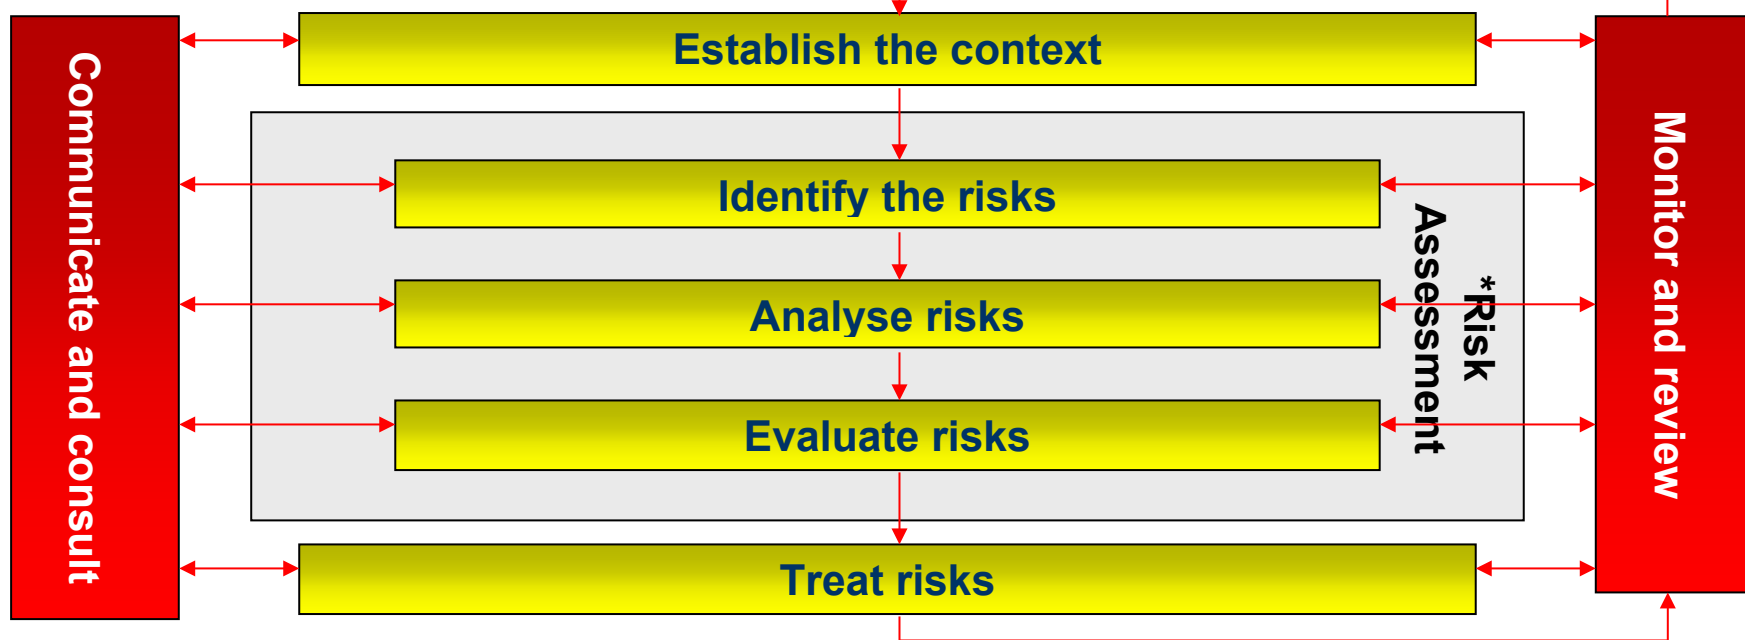 Establish the context
Communicate and consult
Identify the risks
Analyse risks
Evaluate risks
*Risk
Assessment
Monitor and review
Treat risks